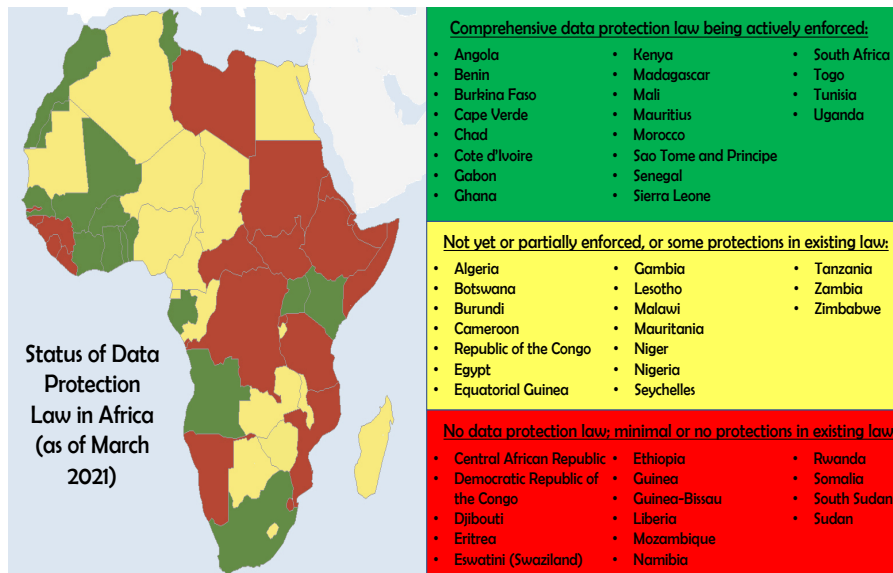 Status of Data
Protection
Law in Africa
(as of March
2021)
Comprehensive data protection law being actively enforced:
• Angola
• Benin
• Burkina Faso
• Cape Verde
• Chad
• Cote d'Ivoire
• Gabon
• Ghana
• Kenya
• Madagascar
• Mali
• Mauritius
• Morocco
• Sao Tome and Principe
• Senegal
• Sierra Leone
• South Africa
• Togo
• Tunisia
• Uganda
Not yet or partially enforced, or some protections in existing law:
• Algeria
• Botswana
• Burundi
• Cameroon
• Republic of the Congo
• Egypt
• Equatorial Guinea
• Gambia
• Lesotho
• Malawi
• Mauritania
• Niger
• Nigeria
• Seychelles
• Tanzania
• Zambia
• Zimbabwe
No data protection law; minimal or no protections in existing law
• Central African Republic
• Democratic Republic of
the Congo
• Djibouti
• Eritrea
• Eswatini (Swaziland)
• Ethiopia
• Guinea
• Guinea-Bissau
• Liberia
• Mozambique
• Namibia
• Rwanda
• Somalia
• South Sudan
• Sudan